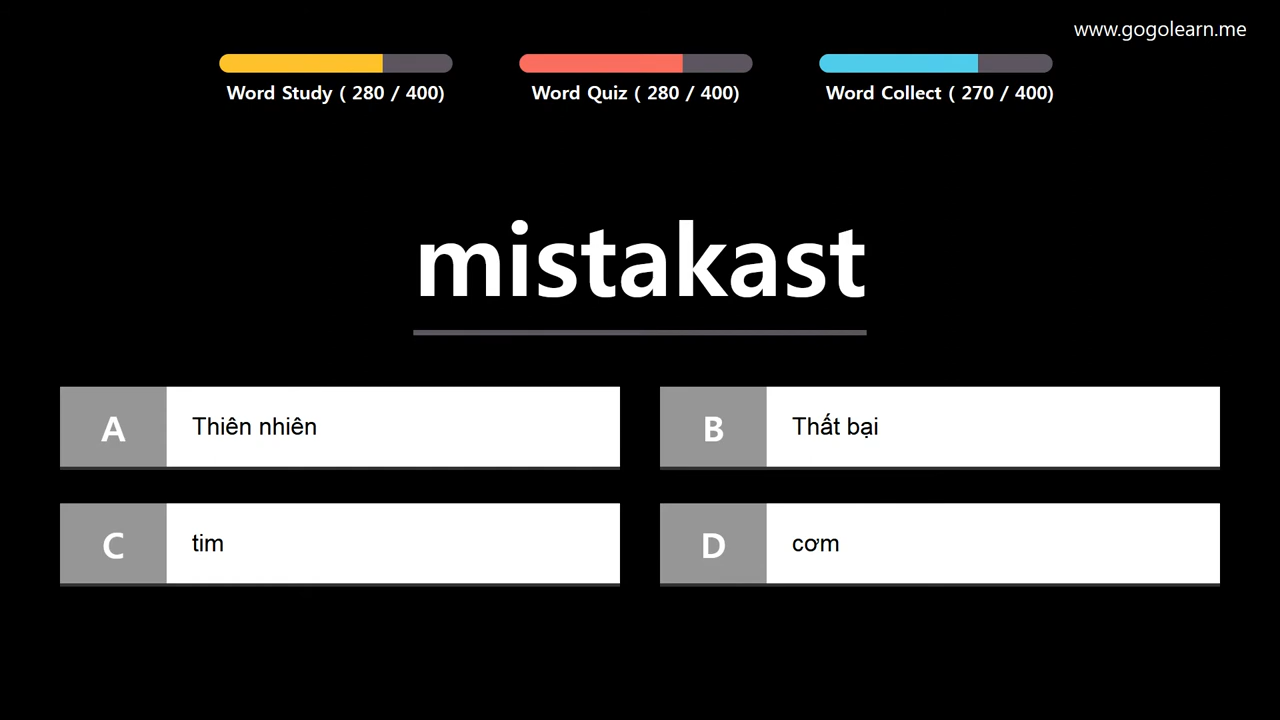 www.gogolearn.me
Word Study ( 280 / 400)
Word Quiz ( 280 / 400)
Word Collect ( 270 / 400)
mistakast
A Thiên nhiên
B Thất bại
C tim
D cơm